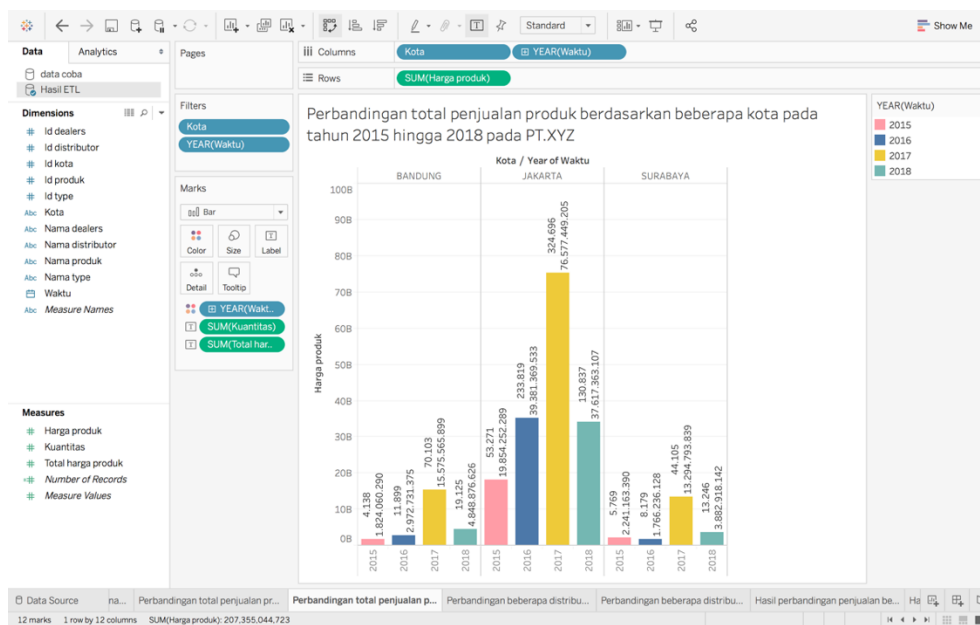 Standard
Show Me
Data
Analytics
data coba
Hasil ETL
Dimensions
Id dealers
Id distributor
Id kota
Id produk
Id type
Abc Kota
Abc Nama dealers
Abc Nama distributor
Abc Nama produk
Abc Nama type
Waktu
Abc Measure Names
Measures
Harga produk
Kuantitas
Total harga produk
Number of Records
Measure Values
Pages
Filters
Kota
YEAR(Waktu)
Marks
Bar
Color
Size
Label
Detail
Tooltip
YEAR(Wakt..
SUM(Kuantitas)
SUM(Total har..
Columns
Kota
YEAR(Waktu)
Rows
SUM(Harga produk)
Perbandingan total penjualan produk berdasarkan beberapa kota pada
tahun 2015 hingga 2018 pada PT.XYZ
Kota / Year of Waktu
BANDUNG
JAKARTA
SURABAYA
Harga produk
100B
90B
80B
70B
60B
50B
40B
30B
20B
10B
0B
4.138
1.824.060.290
11.899
2.972.731.375
70.103
15.575.565.899
19.125
4.848.876.626
53.271
19.854.252.289
233.819
39.381.369.533
324.696
76.577.449.205
130.837
37.617.363.107
5.769
2.241.163.390
8.179
1.766.236.128
44.105
13.294.793.839
13.246
3.882.918.142
2015
2016
2017
2018
2015
2016
2017
2018
2015
2016
2017
2018
YEAR(Waktu)
2015
2016
2017
2018
Data Source
na...
Perbandingan total penjualan pr...
Perbandingan total penjualan p...
Perbandingan beberapa distribu...
Perbandingan beberapa distribu...
Hasil perbandingan penjualan be...
Ha
12 marks
1 row by 12 columns
SUM(Harga produk): 207,355,044,723